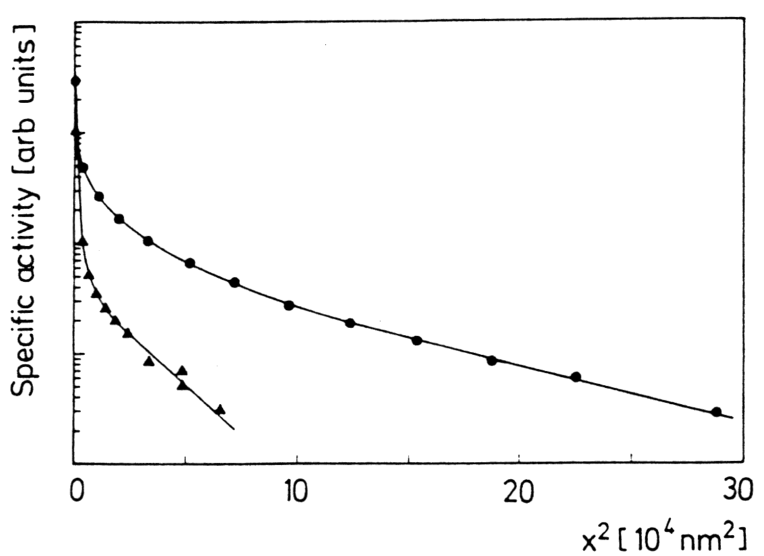 Specific activity [arb units]
0 10 20 30
x² [10⁴ nm²]